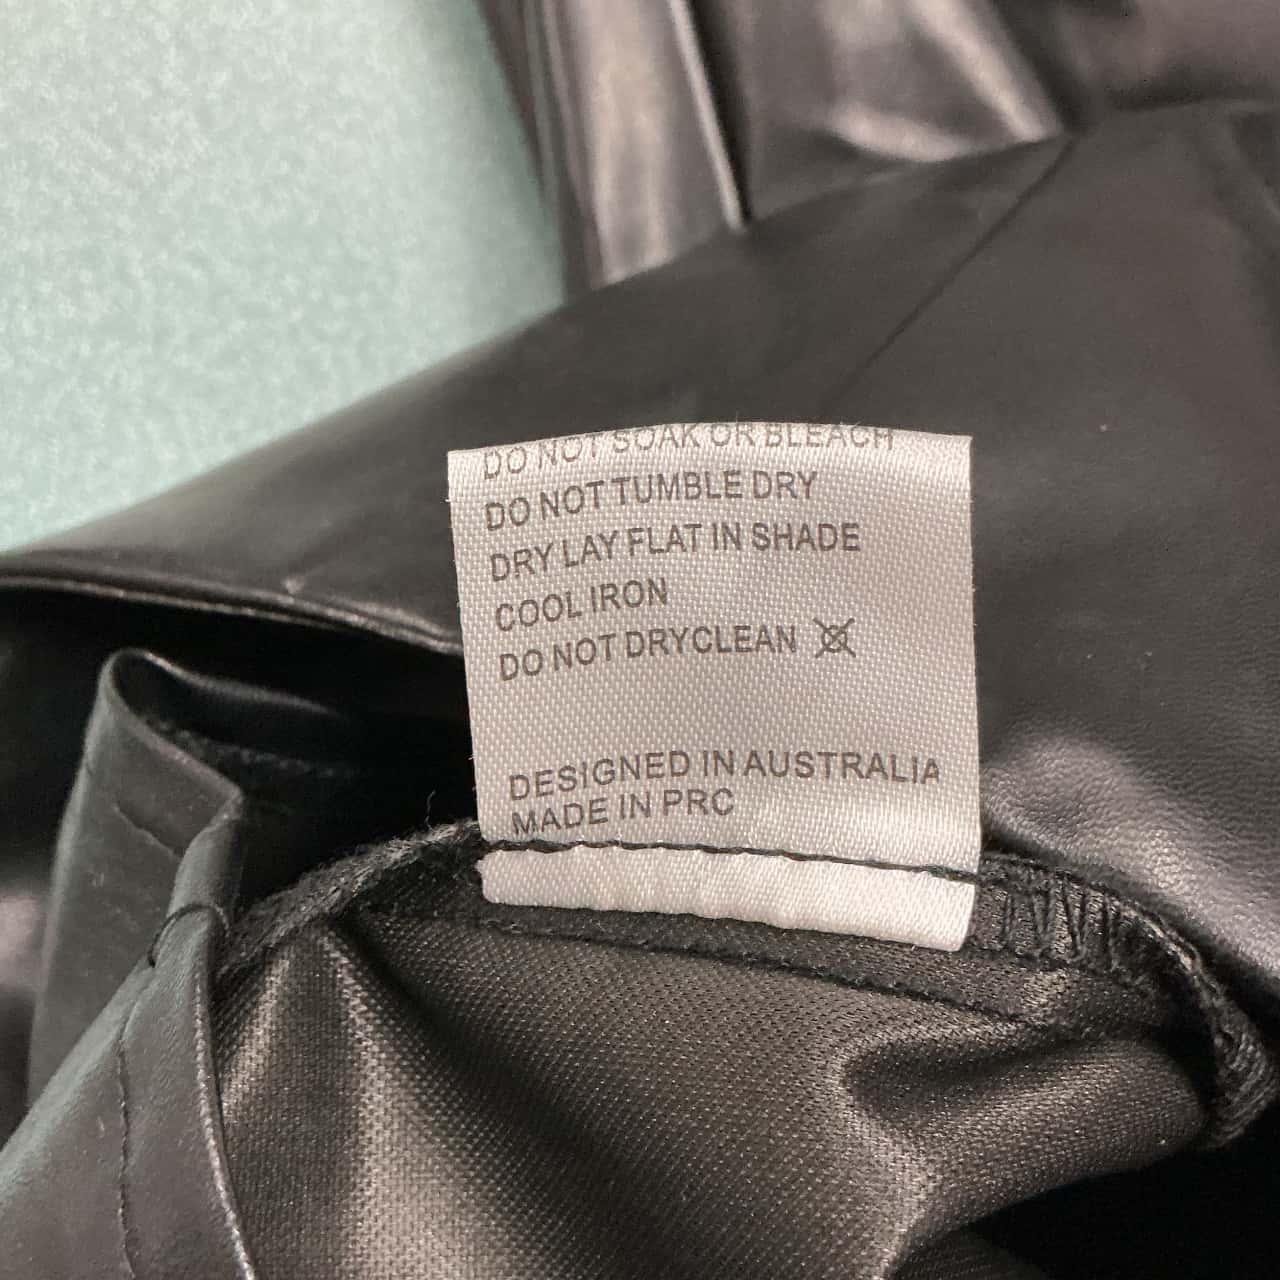 DO NOT SOAK OR BLEACH
DO NOT TUMBLE DRY
DRY LAY FLAT IN SHADE
COOL IRON
DO NOT DRYCLEAN
DESIGNED IN AUSTRALIA
MADE IN PRC